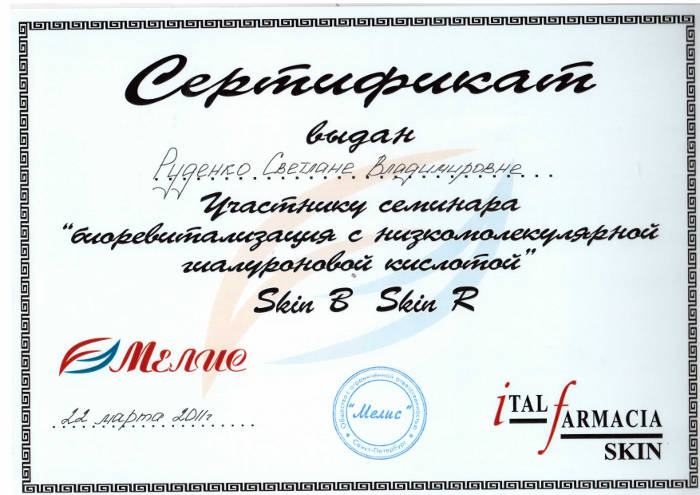 Сертификат
выдан
Руденко Светлане Владимировне
Участнику семинара
“биоревитализация с низкомолекулярной
гиалуроновой кислотой”
Skin B Skin R
Мелис
22 марта 2011г
Общество с ограниченной ответственностью
"Мелис"
Санкт-Петербург
ITAL
FARMACIA
SKIN